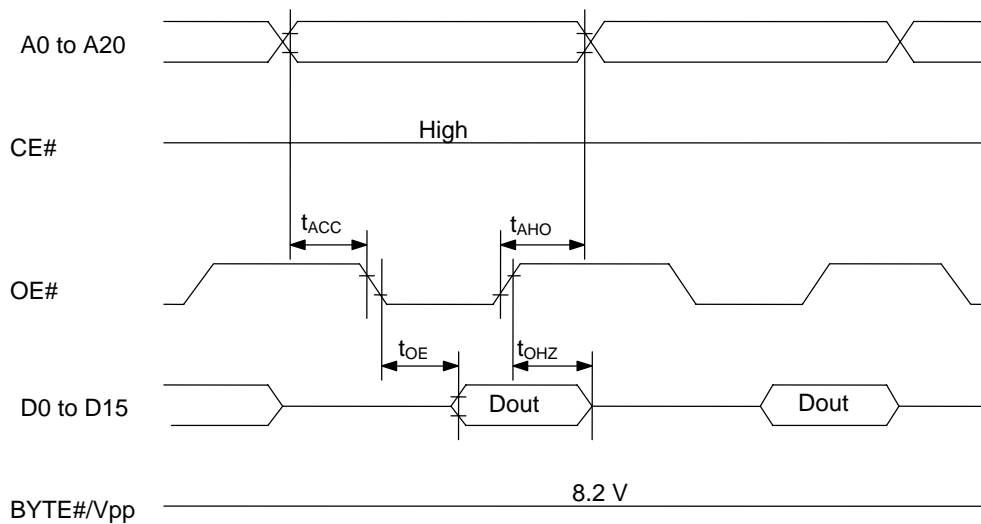 A0 to A20
High
CE#
tACC
tAHO
OE#
tOE
tOHZ
D0 to D15
Dout
Dout
8.2 V
BYTE#/Vpp